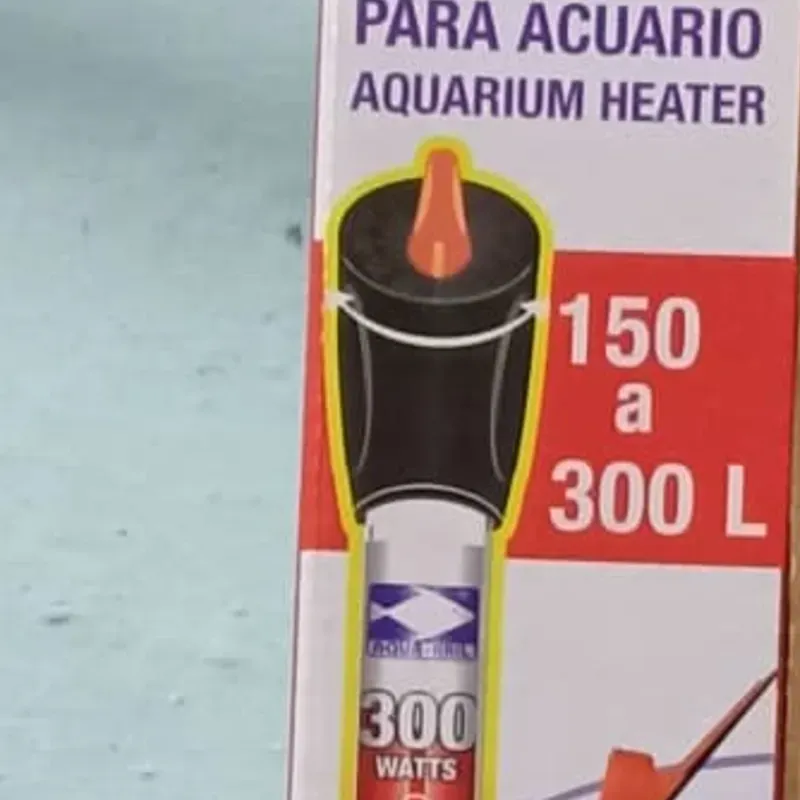 PARA ACUARIO
AQUARIUM HEATER
150
a
300 L
300
WATTS